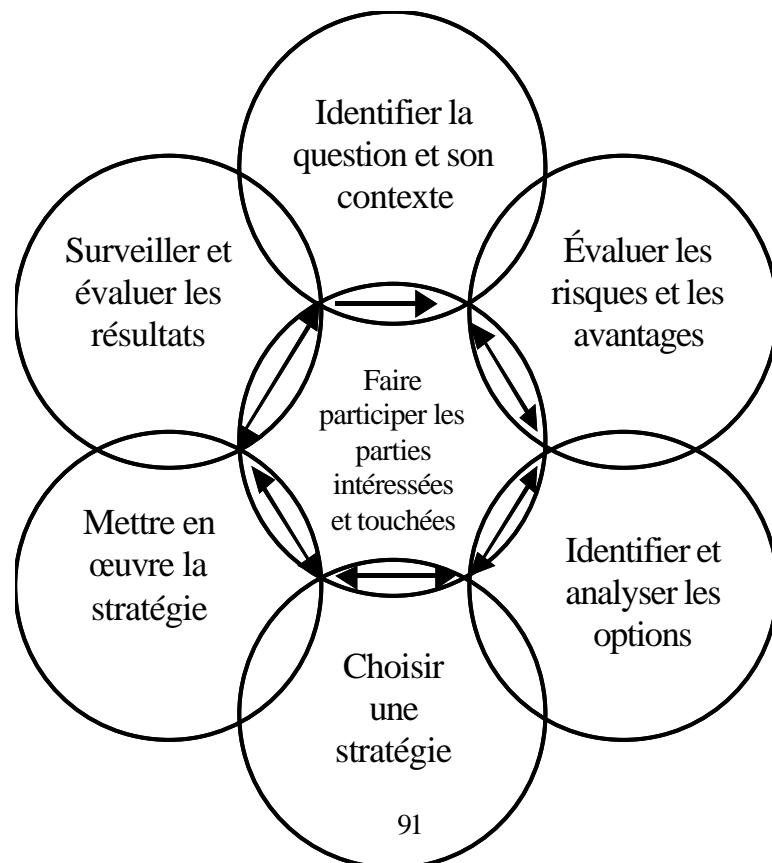 Identifier la
question et son
contexte
Surveiller et
évaluer les
résultats
Évaluer les
risques et les
avantages
Faire
participer les
parties
intéressées
et touchées
Mettre en
œuvre la
stratégie
Identifier et
analyser les
options
Choisir
une
stratégie
91